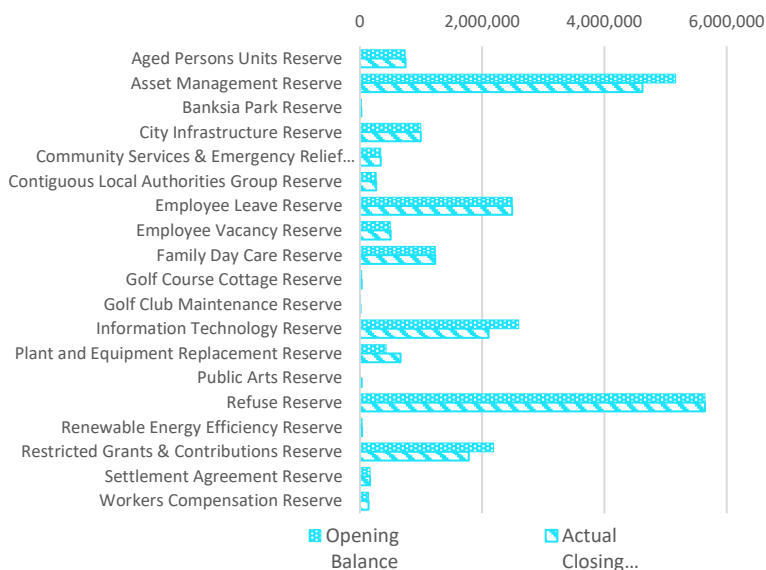 0 2,000,000 4,000,000 6,000,000
Aged Persons Units Reserve
Asset Management Reserve
Banksia Park Reserve
City Infrastructure Reserve
Community Services & Emergency Relief...
Contiguous Local Authorities Group Reserve
Employee Leave Reserve
Employee Vacancy Reserve
Family Day Care Reserve
Golf Course Cottage Reserve
Golf Club Maintenance Reserve
Information Technology Reserve
Plant and Equipment Replacement Reserve
Public Arts Reserve
Refuse Reserve
Renewable Energy Efficiency Reserve
Restricted Grants & Contributions Reserve
Settlement Agreement Reserve
Workers Compensation Reserve
Opening Actual
Balance Closing...